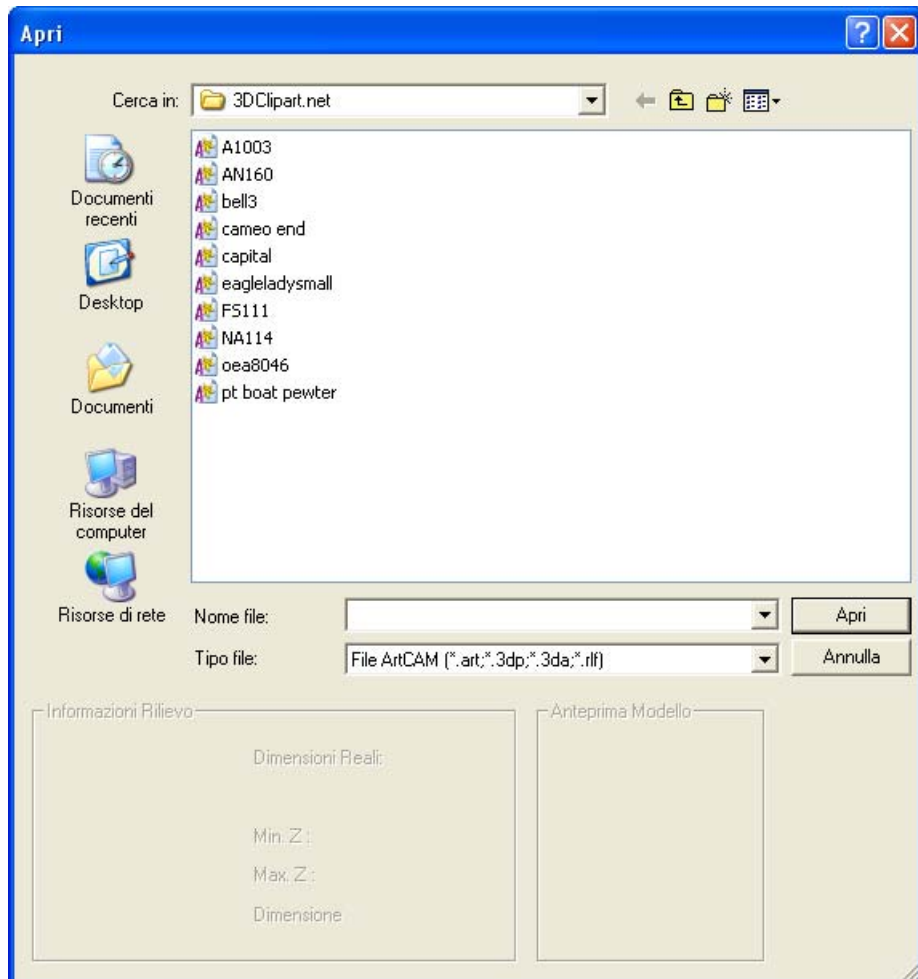 Apri
Cerca in: 3DClipart.net
Documenti recenti
Desktop
Documenti
Risorse del computer
Risorse di rete
A1003
AN160
bell3
cameo end
capital
eagleladysmall
FS111
NA114
oea8046
pt boat pewter
Nome file: Apri
Tipo file: File ArtCAM (*.art;*.3dp;*.3da;*.rlf) Annulla
Informazioni Rilievo
Dimensioni Reali:
Min. Z :
Max. Z :
Dimensione
Anteprima Modello